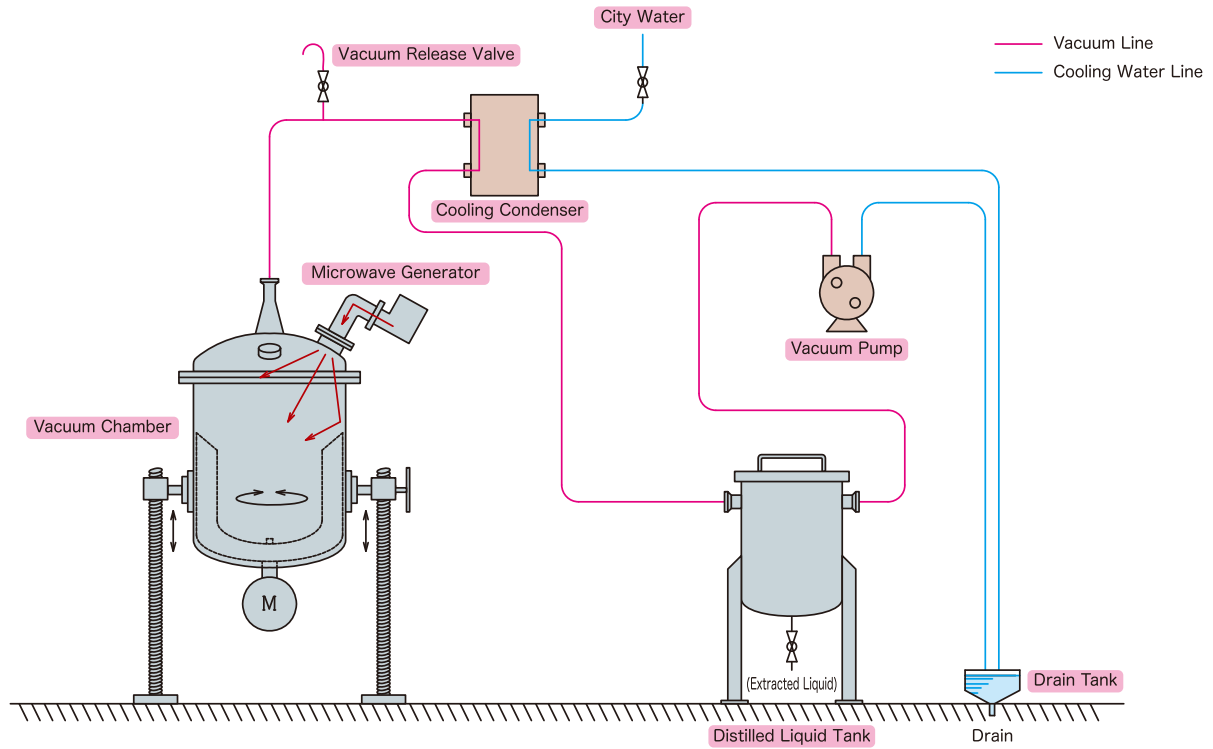 City Water
Vacuum Release Valve
Vacuum Line
Cooling Water Line
Cooling Condenser
Microwave Generator
Vacuum Pump
Vacuum Chamber
M
(Extracted Liquid)
Drain Tank
Distilled Liquid Tank
Drain